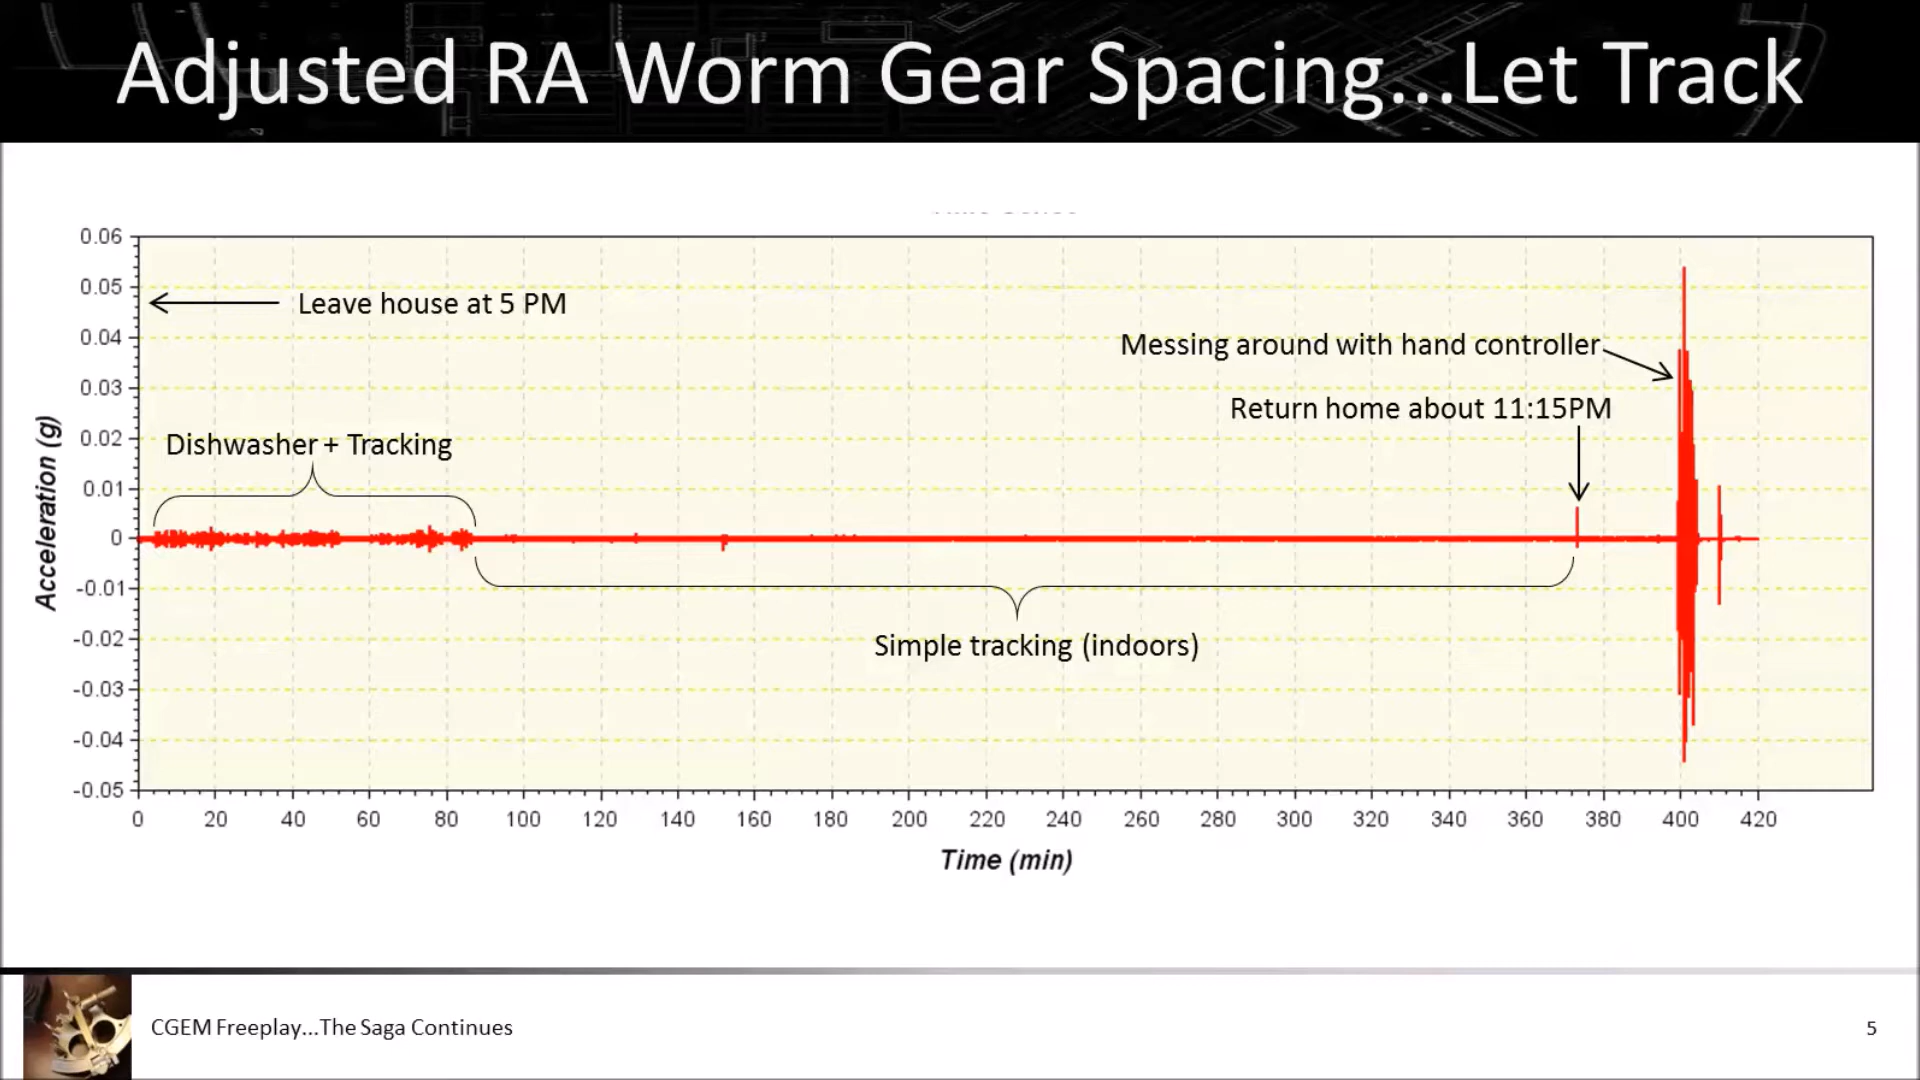 Adjusted RA Worm Gear Spacing...Let Track
0.06
0.05
Leave house at 5 PM
0.04
Messing around with hand controller
0.03
Return home about 11:15PM
0.02
Dishwasher + Tracking
0.01
0
Acceleration (g)
-0.01
-0.02
Simple tracking (indoors)
-0.03
-0.04
-0.05
0 20 40 60 80 100 120 140 160 180 200 220 240 260 280 300 320 340 360 380 400 420
Time (min)
CGEM Freeplay...The Saga Continues
5